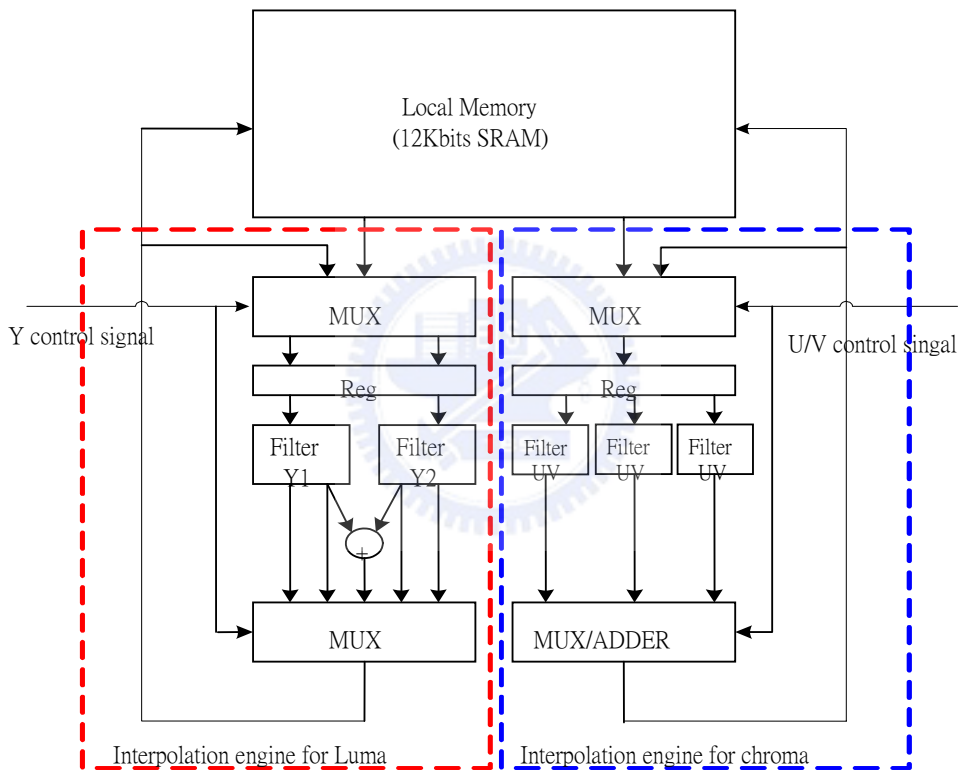 Local Memory
(12Kbits SRAM)
MUX
MUX
Y control signal
U/V control singal
Reg
Reg
Filter
Y1
Filter
Y2
Filter
UV
Filter
UV
Filter
UV
+
MUX
MUX/ADDER
Interpolation engine for Luma
Interpolation engine for chroma